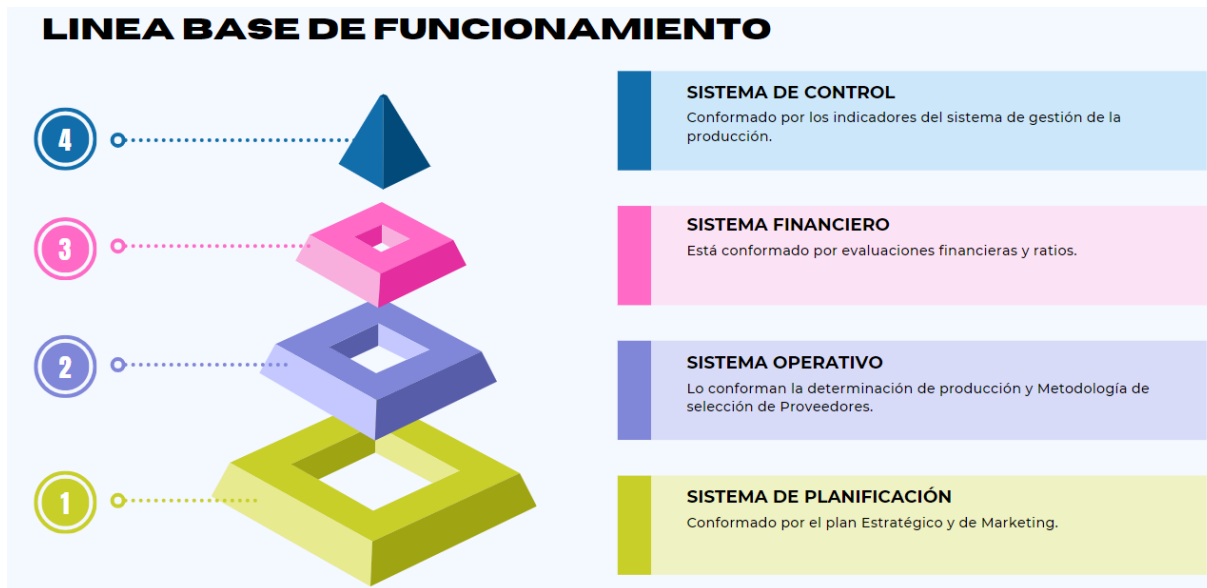 LINEA BASE DE FUNCIONAMIENTO
4
SISTEMA DE CONTROL
Conformado por los indicadores del sistema de gestión de la
producción.
3
SISTEMA FINANCIERO
Está conformado por evaluaciones financieras y ratios.
2
SISTEMA OPERATIVO
Lo conforman la determinación de producción y Metodología de
selección de Proveedores.
1
SISTEMA DE PLANIFICACIÓN
Conformado por el plan Estratégico y de Marketing.